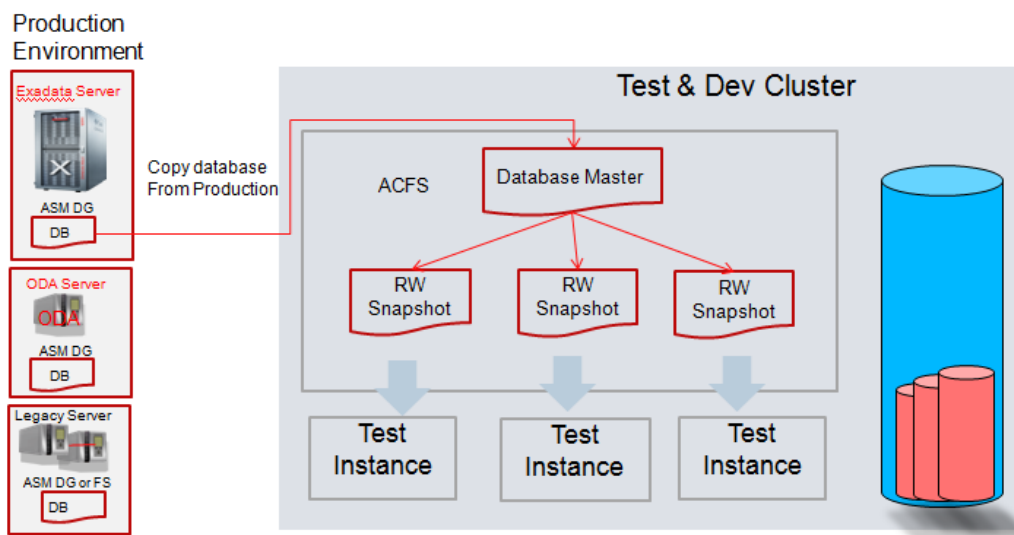 Production
Environment
Exadata Server
X
ASM DG
DB
ODA Server
ODA
ASM DG
DB
Legacy Server
ASM DG or FS
DB
Copy database
From Production
Test & Dev Cluster
ACFS
Database Master
RW
Snapshot
RW
Snapshot
RW
Snapshot
Test
Instance
Test
Instance
Test
Instance